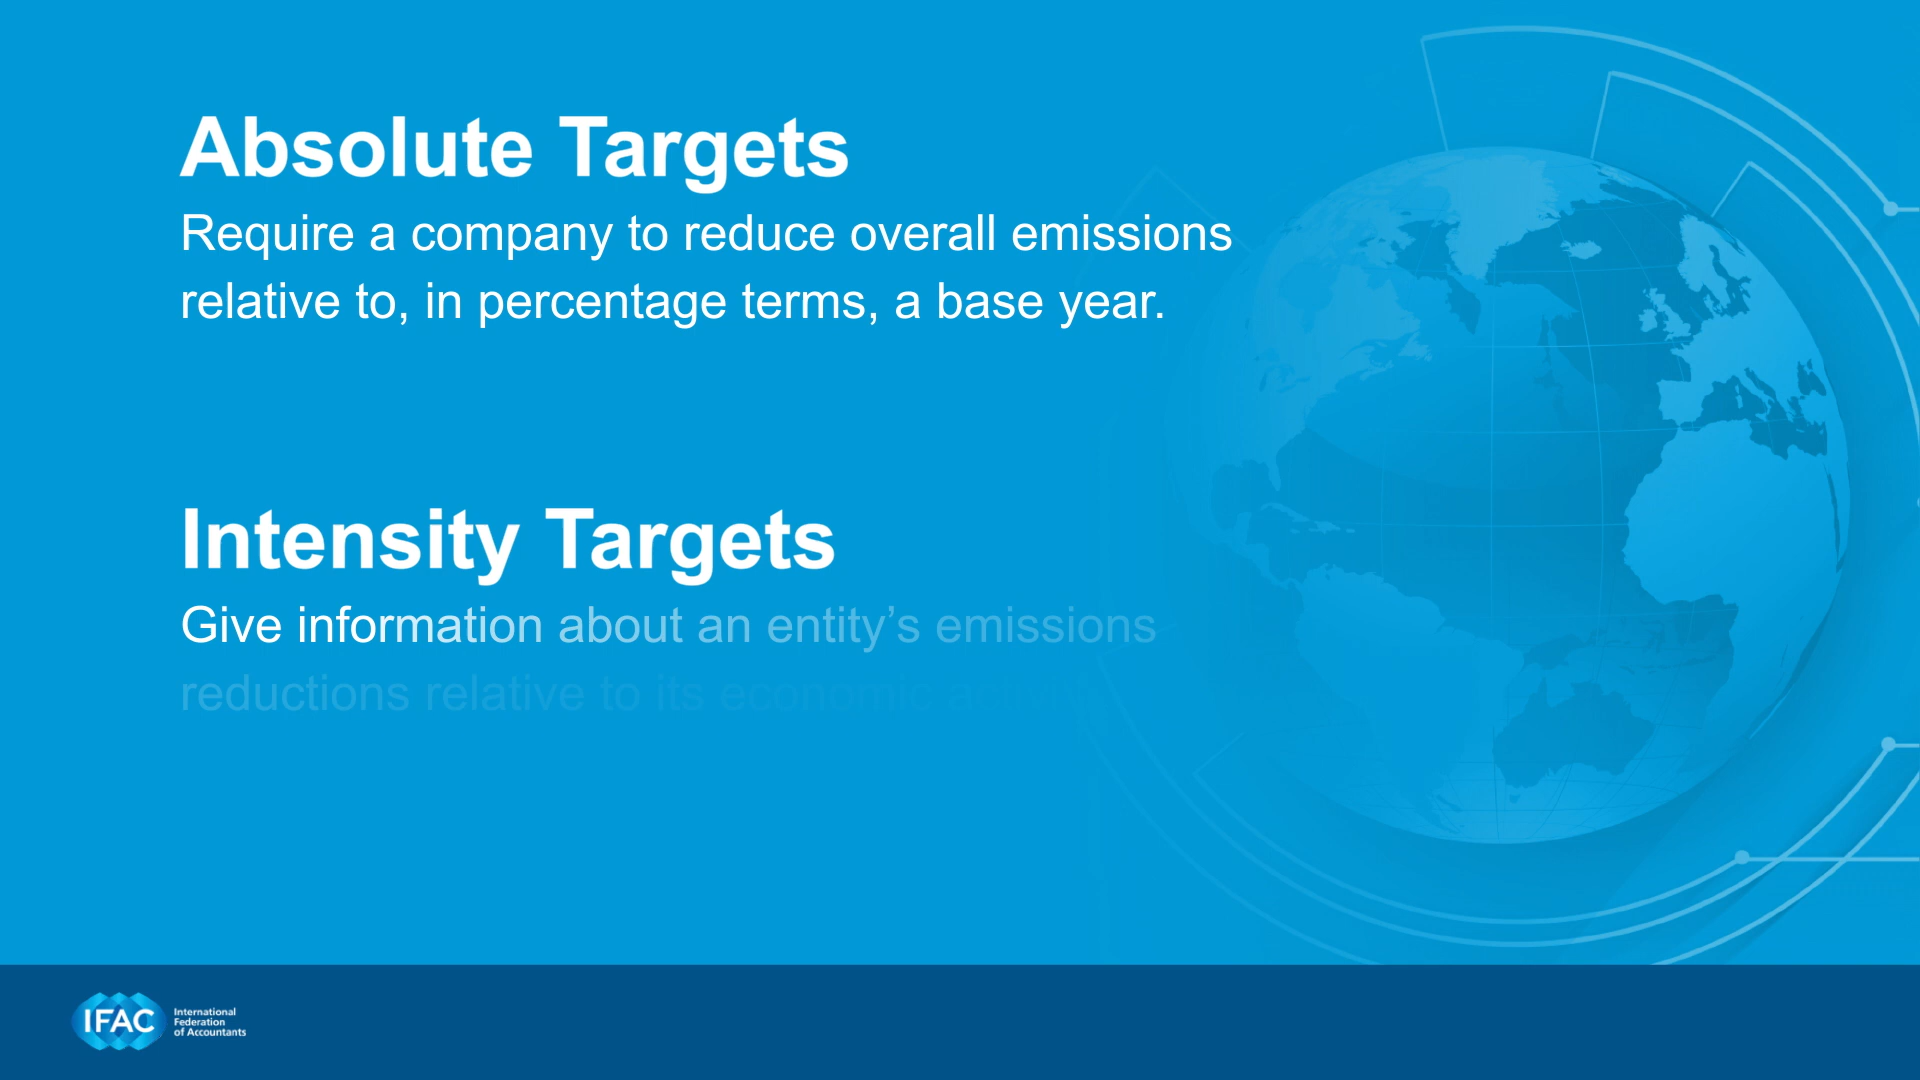 Absolute Targets
Require a company to reduce overall emissions
relative to, in percentage terms, a base year.
Intensity Targets
Give information about an entity’s emissions
reductions relative to its economic
IFAC
International
Federation
of Accountants